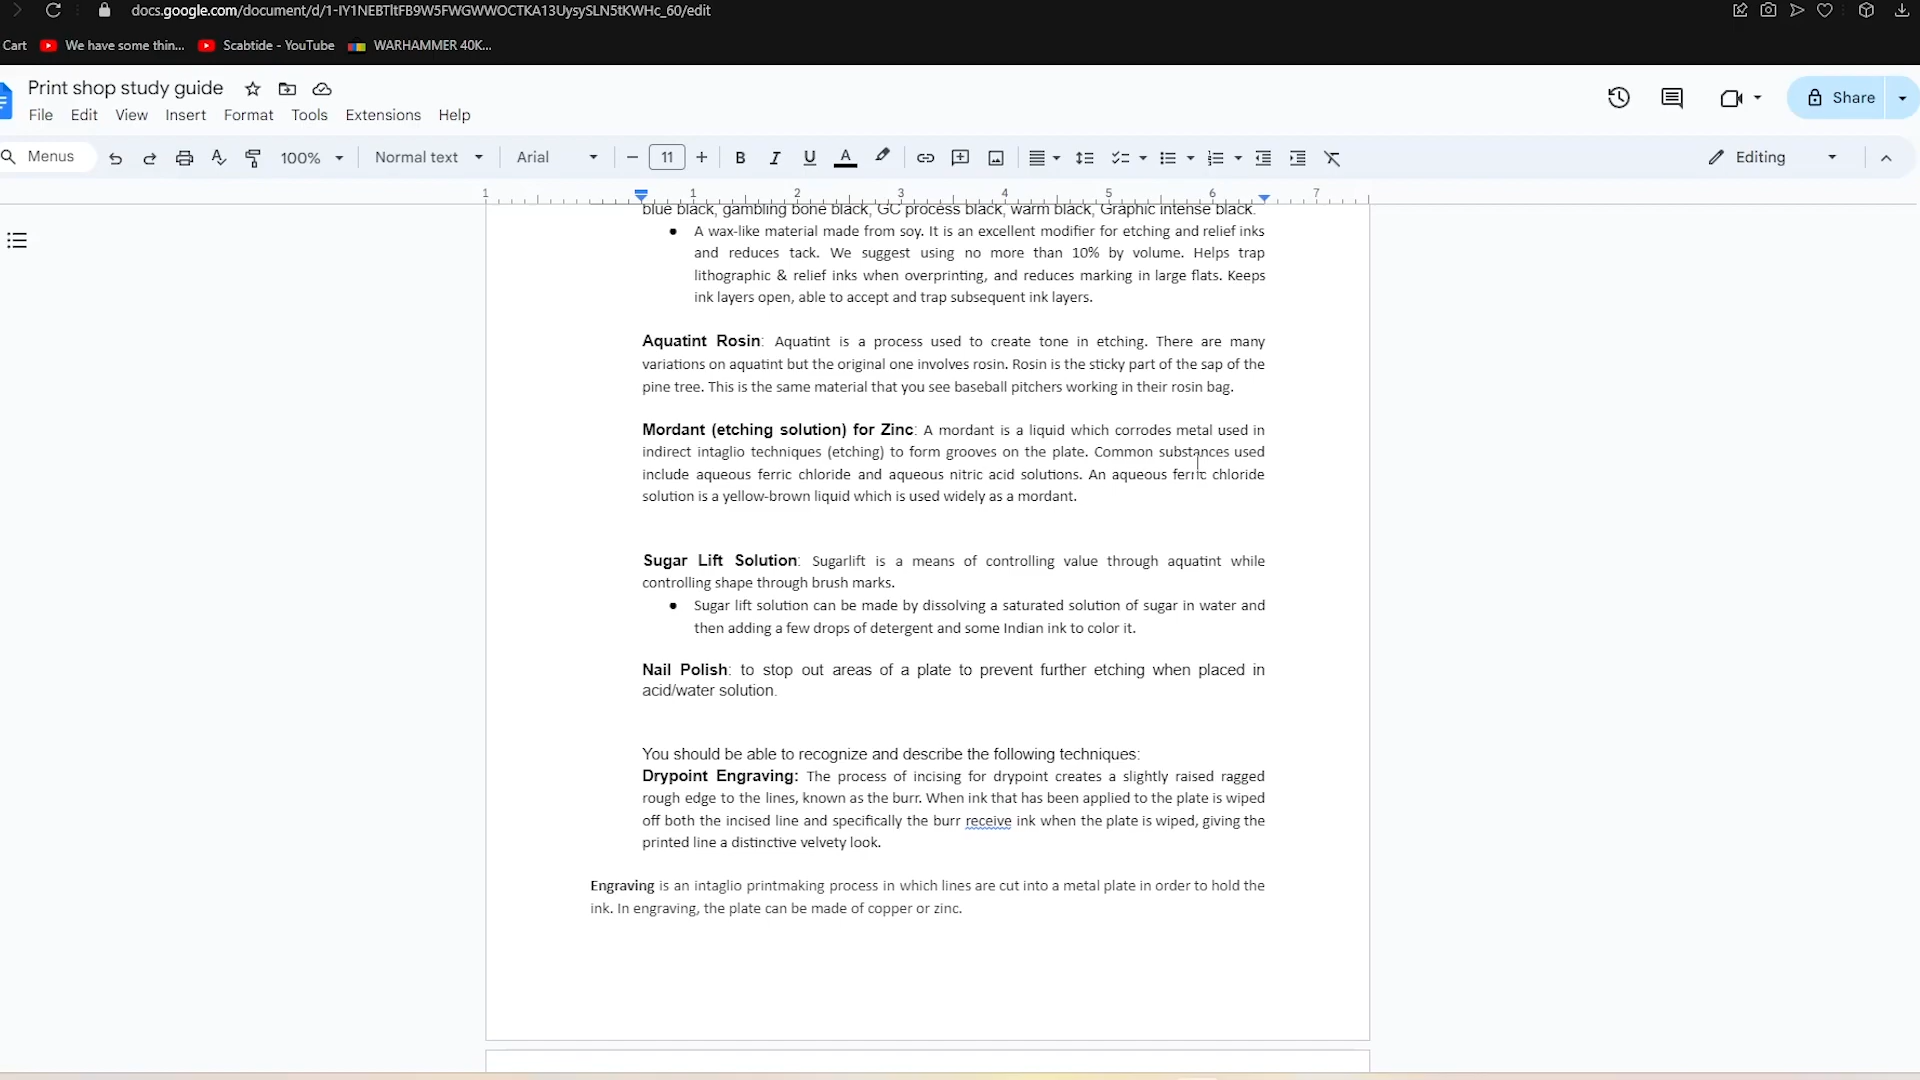 docs.google.com/document/d/1-IY1NEBTltFB9W5FWGWWOCTKA13UysySLN5tKWHc_60/edit
Cart We have some thin... Scabtide - YouTube WARHAMMER 40K...
Print shop study guide
Share
File Edit View Insert Format Tools Extensions Help
Menus 100% Normal text Arial 11 Editing
1 1 2 3 4 5 6 7
blue black, gambling bone black, GC process black, warm black, Graphic intense black.
● A wax-like material made from soy. It is an excellent modifier for etching and relief inks
and reduces tack. We suggest using no more than 10% by volume. Helps trap
lithographic & relief inks when overprinting, and reduces marking in large flats. Keeps
ink layers open, able to accept and trap subsequent ink layers.
Aquatint Rosin: Aquatint is a process used to create tone in etching. There are many
variations on aquatint but the original one involves rosin. Rosin is the sticky part of the sap of the
pine tree. This is the same material that you see baseball pitchers working in their rosin bag.
Mordant (etching solution) for Zinc: A mordant is a liquid which corrodes metal used in
indirect intaglio techniques (etching) to form grooves on the plate. Common substances used
include aqueous ferric chloride and aqueous nitric acid solutions. An aqueous ferric chloride
solution is a yellow-brown liquid which is used widely as a mordant.
Sugar Lift Solution: Sugarlift is a means of controlling value through aquatint while
controlling shape through brush marks.
● Sugar lift solution can be made by dissolving a saturated solution of sugar in water and
then adding a few drops of detergent and some Indian ink to color it.
Nail Polish: to stop out areas of a plate to prevent further etching when placed in
acid/water solution.
You should be able to recognize and describe the following techniques:
Drypoint Engraving: The process of incising for drypoint creates a slightly raised ragged
rough edge to the lines, known as the burr. When ink that has been applied to the plate is wiped
off both the incised line and specifically the burr receive ink when the plate is wiped, giving the
printed line a distinctive velvety look.
Engraving is an intaglio printmaking process in which lines are cut into a metal plate in order to hold the
ink. In engraving, the plate can be made of copper or zinc.